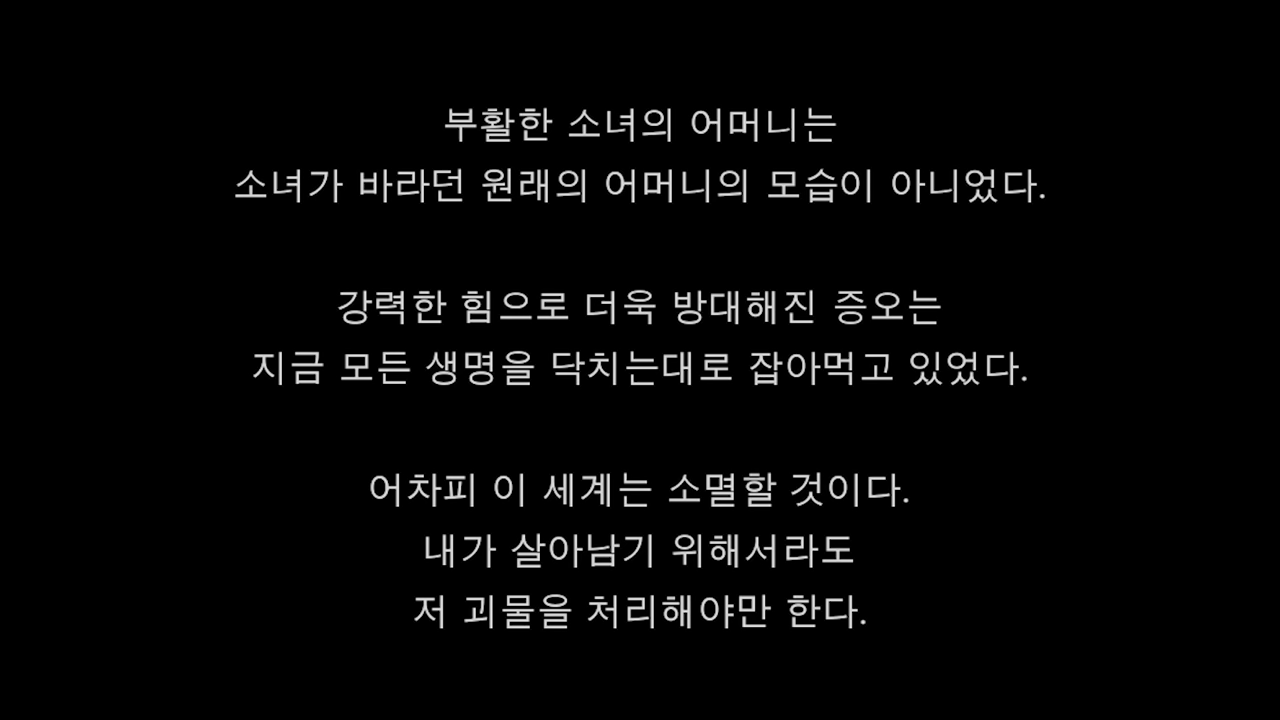 부활한 소녀의 어머니는
소녀가 바라던 원래의 어머니의 모습이 아니었다.
강력한 힘으로 더욱 방대해진 증오는
지금 모든 생명을 닥치는대로 잡아먹고 있었다.
어차피 이 세계는 소멸할 것이다.
내가 살아남기 위해서라도
저 괴물을 처리해야만 한다.